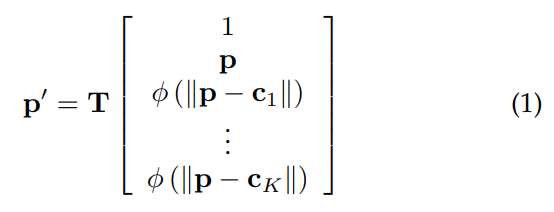 p′ = T [ 1
p
ϕ (‖p − c₁‖)
⋮
ϕ (‖p − c_K‖) ] (1)